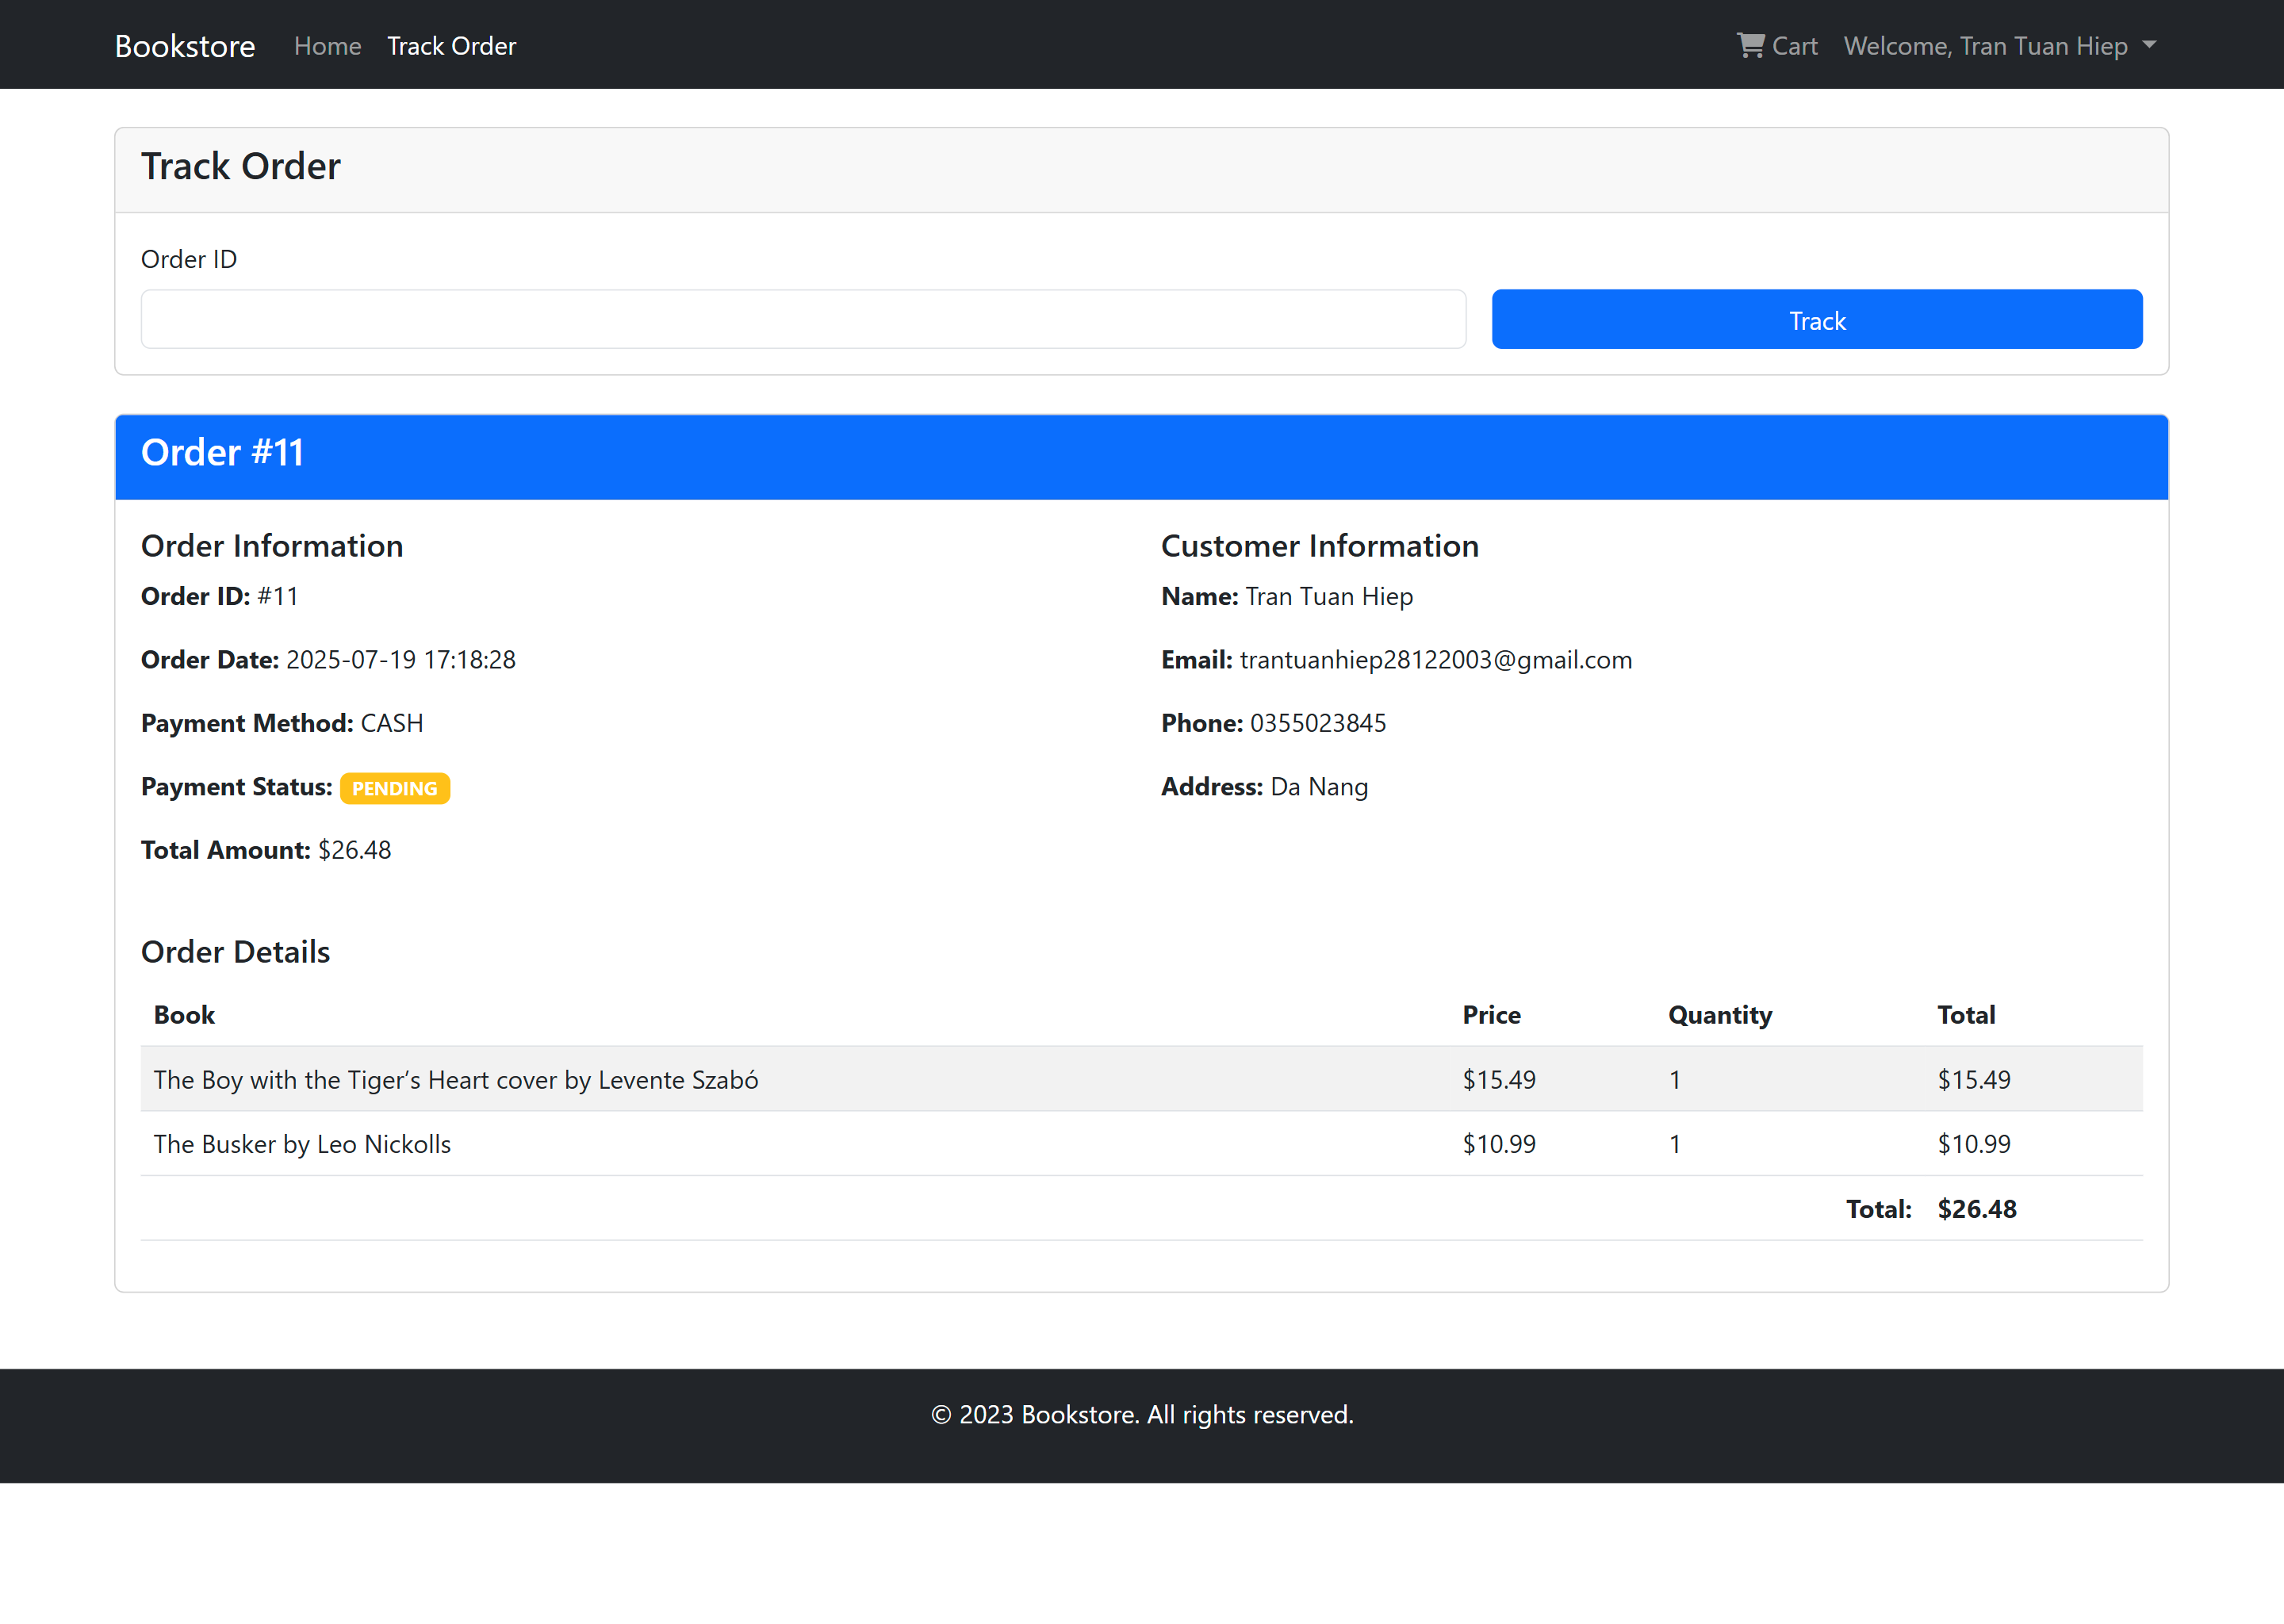 Bookstore Home Track Order Cart Welcome, Tran Tuan Hiep
Track Order
Order ID
Track
Order #11
Order Information
Order ID: #11
Order Date: 2025-07-19 17:18:28
Payment Method: CASH
Payment Status: PENDING
Total Amount: $26.48
Customer Information
Name: Tran Tuan Hiep
Email: trantuanhiep28122003@gmail.com
Phone: 0355023845
Address: Da Nang
Order Details
Book Price Quantity Total
The Boy with the Tiger’s Heart cover by Levente Szabó $15.49 1 $15.49
The Busker by Leo Nickolls $10.99 1 $10.99
Total: $26.48
© 2023 Bookstore. All rights reserved.